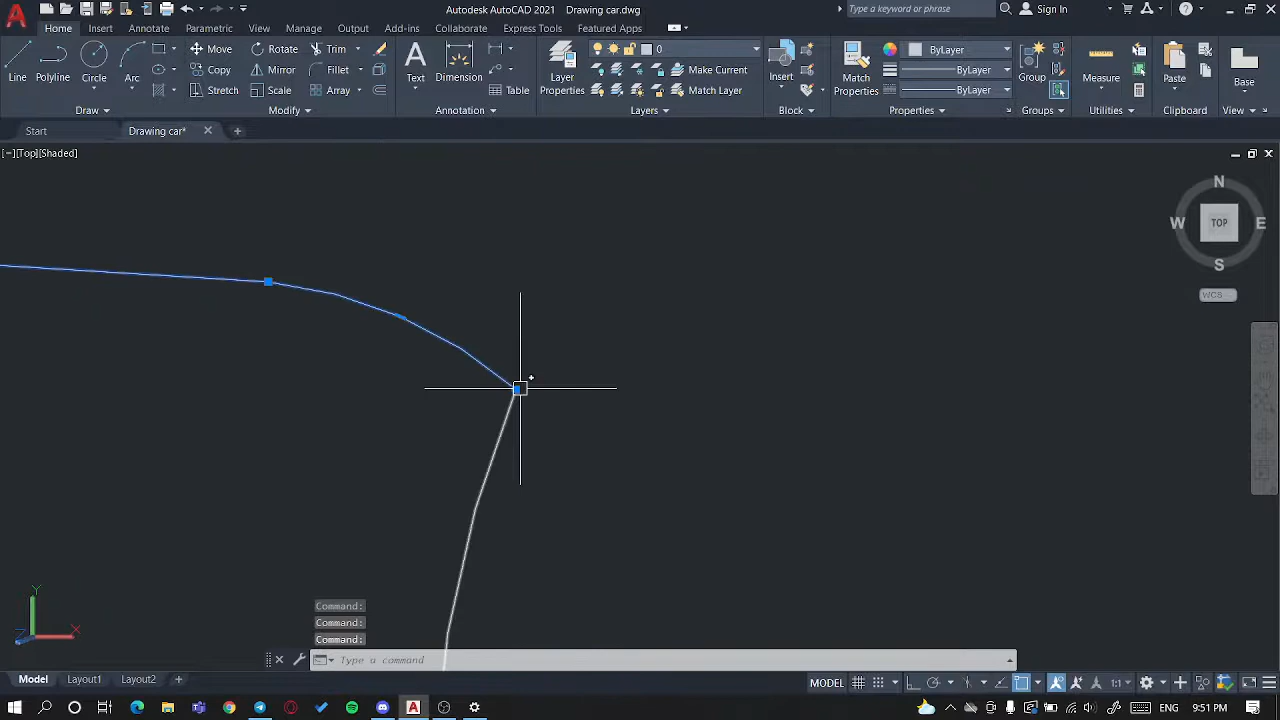 Autodesk AutoCAD 2021 Drawing car.dwg
Type a keyword or phrase
Sign In
Home Insert Annotate Parametric View Manage Output Add-ins Collaborate Express Tools Featured Apps
Line
Polyline
Circle
Arc
Move
Rotate
Trim
Copy
Mirror
Fillet
Stretch
Scale
Array
Text
Dimension
Table
Layer
Properties
0
Make Current
Match Layer
Insert
Match
Properties
ByLayer
ByLayer
ByLayer
Group
Measure
Paste
Base
Draw
Modify
Annotation
Layers
Block
Properties
Groups
Utilities
Clipboard
View
Start
Drawing car*
[−][Top][Shaded]
N
W
TOP
E
S
WCS
Y
X
Z
Command:
Command:
Command:
Type a command
Model
Layout1
Layout2
MODEL
1:1
ENG
9:51 PM